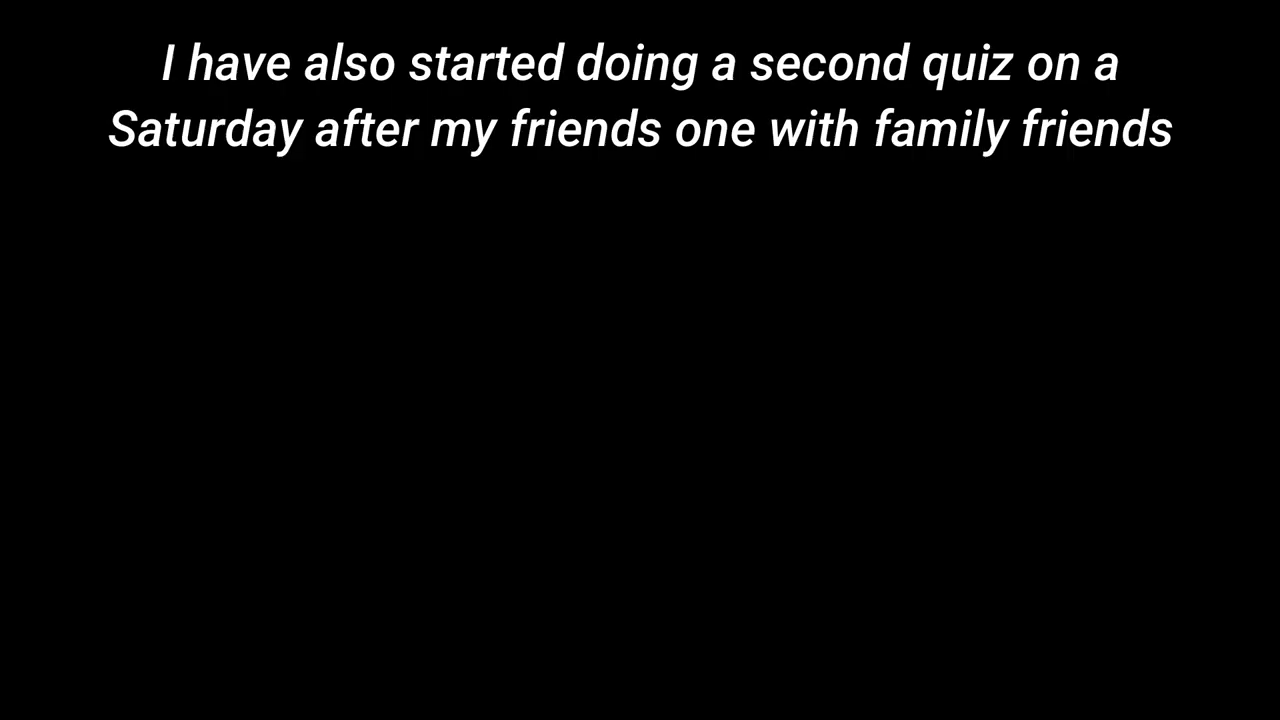 I have also started doing a second quiz on a
Saturday after my friends one with family friends